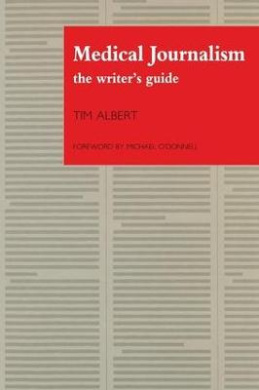 Medical Journalism
the writer's guide
TIM ALBERT
FOREWORD BY MICHAEL O'DONNELL